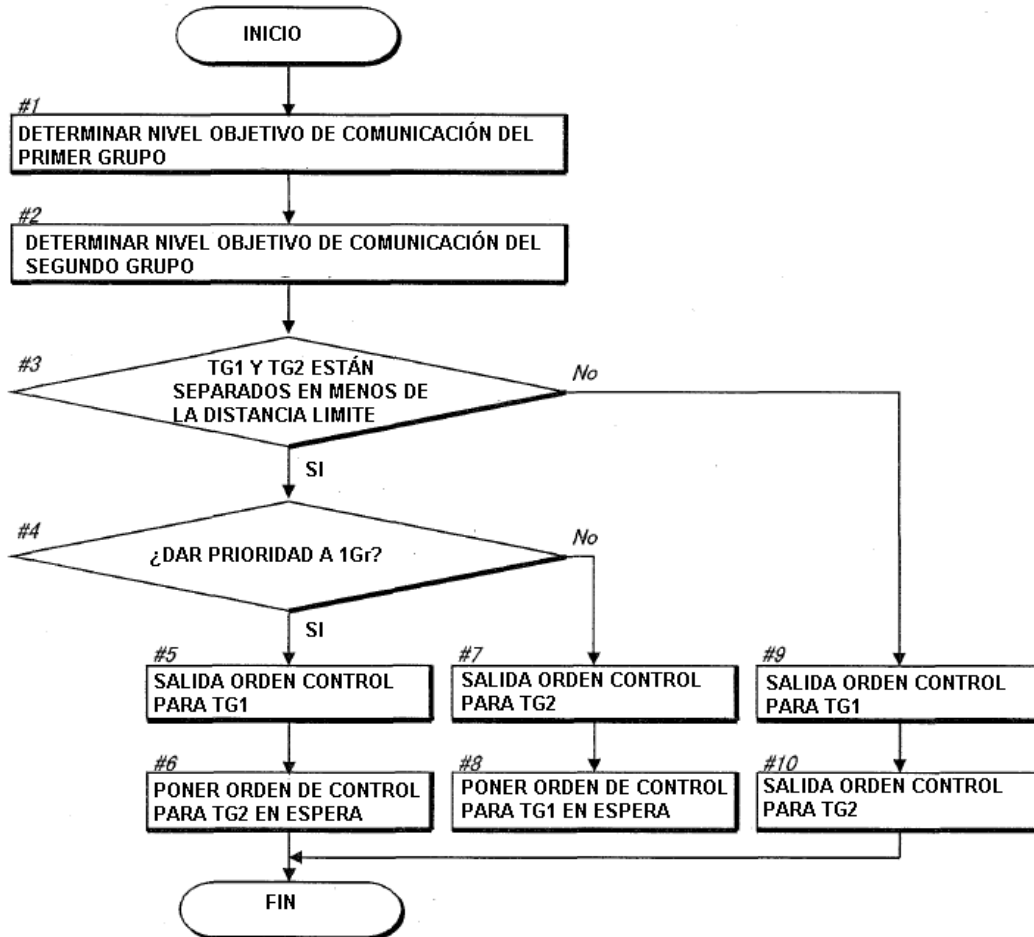 INICIO
#1
DETERMINAR NIVEL OBJETIVO DE COMUNICACIÓN DEL
PRIMER GRUPO
#2
DETERMINAR NIVEL OBJETIVO DE COMUNICACIÓN DEL
SEGUNDO GRUPO
#3
TG1 Y TG2 ESTÁN
SEPARADOS EN MENOS DE
LA DISTANCIA LIMITE
No
SI
#4
¿DAR PRIORIDAD A 1Gr?
No
SI
#5
SALIDA ORDEN CONTROL
PARA TG1
#7
SALIDA ORDEN CONTROL
PARA TG2
#9
SALIDA ORDEN CONTROL
PARA TG1
#6
PONER ORDEN DE CONTROL
PARA TG2 EN ESPERA
#8
PONER ORDEN DE CONTROL
PARA TG1 EN ESPERA
#10
SALIDA ORDEN CONTROL
PARA TG2
FIN